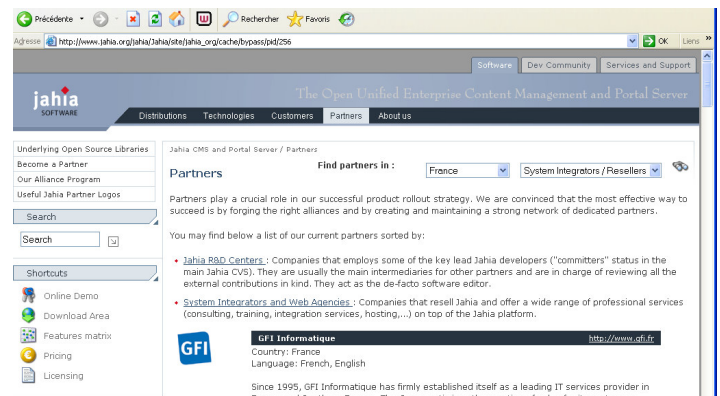 Précédente
Rechercher
Favoris
Adresse http://www.jahia.org/jahia/Jahia/site/jahia_org/cache/bypass/pid/256 OK Liens »
Software Dev Community Services and Support
jahia
SOFTWARE
The Open Unified Enterprise Content Management and Portal Server
Distributions Technologies Customers Partners About us
Underlying Open Source Libraries
Become a Partner
Our Alliance Program
Useful Jahia Partner Logos
Search
Search
Shortcuts
Online Demo
Download Area
Features matrix
Pricing
Licensing
Jahia CMS and Portal Server / Partners
Partners
Find partners in : France System Integrators / Resellers
Partners play a crucial role in our successful product rollout strategy. We are convinced that the most effective way to
succeed is by forging the right alliances and by creating and maintaining a strong network of dedicated partners.
You may find below a list of our current partners sorted by:
Jahia R&D Centers : Companies that employs some of the key lead Jahia developers ("committers" status in the
main Jahia CVS). They are usually the main intermediaries for other partners and are in charge of reviewing all the
external contributions in kind. They act as the de-facto software editor.
System Integrators and Web Agencies : Companies that resell Jahia and offer a wide range of professional services
(consulting, training, integration services, hosting,...) on top of the Jahia platform.
GFI
GFI Informatique http://www.gfi.fr
Country: France
Language: French, English
Since 1995, GFI Informatique has firmly established itself as a leading IT services provider in